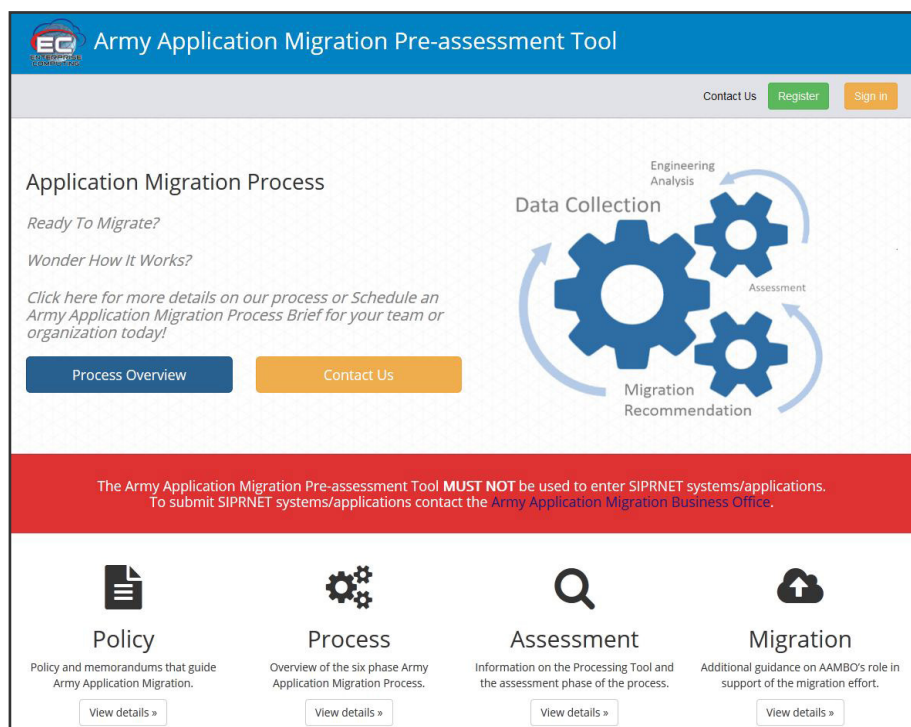 EC
ENTERPRISE
COMPUTING
Army Application Migration Pre-assessment Tool
Contact Us
Register
Sign in
Application Migration Process
Ready To Migrate?
Wonder How It Works?
Click here for more details on our process or Schedule an
Army Application Migration Process Brief for your team or
organization today!
Process Overview
Contact Us
Engineering
Analysis
Data Collection
Assessment
Migration
Recommendation
The Army Application Migration Pre-assessment Tool MUST NOT be used to enter SIPRNET systems/applications.
To submit SIPRNET systems/applications contact the Army Application Migration Business Office.
Policy
Policy and memorandums that guide
Army Application Migration.
View details »
Process
Overview of the six phase Army
Application Migration Process.
View details »
Assessment
Information on the Processing Tool and
the assessment phase of the process.
View details »
Migration
Additional guidance on AAMBO's role in
support of the migration effort.
View details »